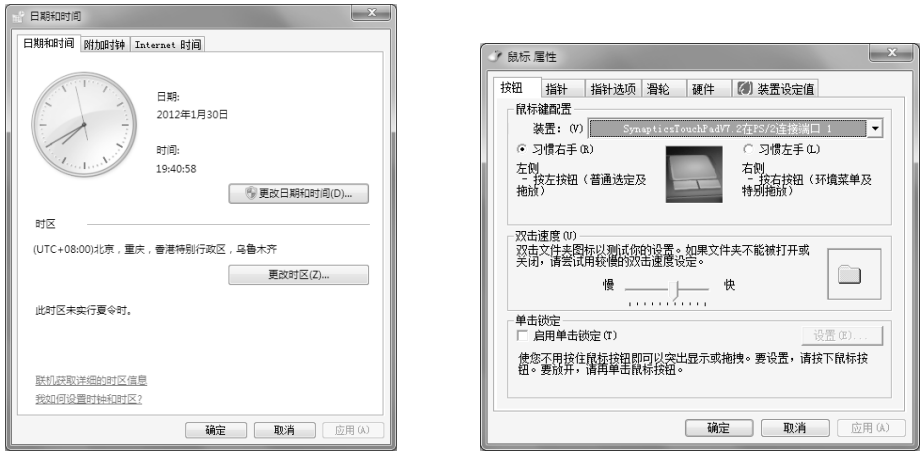 日期和时间
日期和时间 附加时钟 Internet 时间
日期:
2012年1月30日
时间:
19:40:58
更改日期和时间(D)...
时区
(UTC+08:00)北京，重庆，香港特别行政区，乌鲁木齐
更改时区(Z)...
此时区未实行夏令时。
联机获取详细的时区信息
我如何设置时钟和时区?
确定 取消 应用(A)
鼠标 属性
按钮 指针 指针选项 滑轮 硬件 装置设定值
鼠标键配置
装置: (V) SynapticsTouchPadV7.2在PS/2连接端口 1
习惯右手(R) 习惯左手(L)
左侧
- 按左按钮（普通选定及
拖放）
右侧
- 按右按钮（环境菜单及
特别拖放）
双击速度(U)
双击文件夹图标以测试你的设置。如果文件夹不能被打开或
关闭，请尝试用较慢的双击速度设定。
慢 快
单击锁定
启用单击锁定(T) 设置(E)...
使您不用按住鼠标按钮即可以突出显示或拖拽。要设置，请按下鼠标按
钮。要放开，请再单击鼠标按钮。
确定 取消 应用(A)